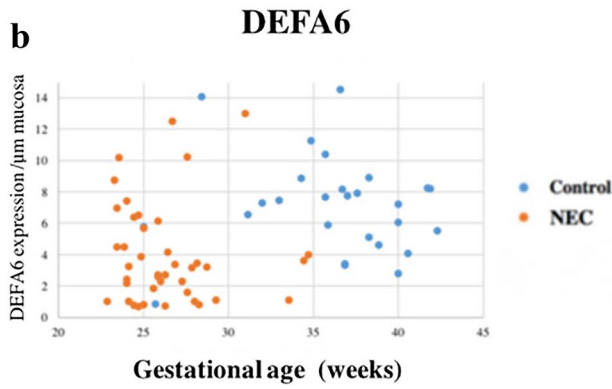 DEFA6
b
DEFA6 expression /µm mucosa
14
12
10
8
6
4
2
0
20 25 30 35 40 45
Gestational age (weeks)
Control
NEC